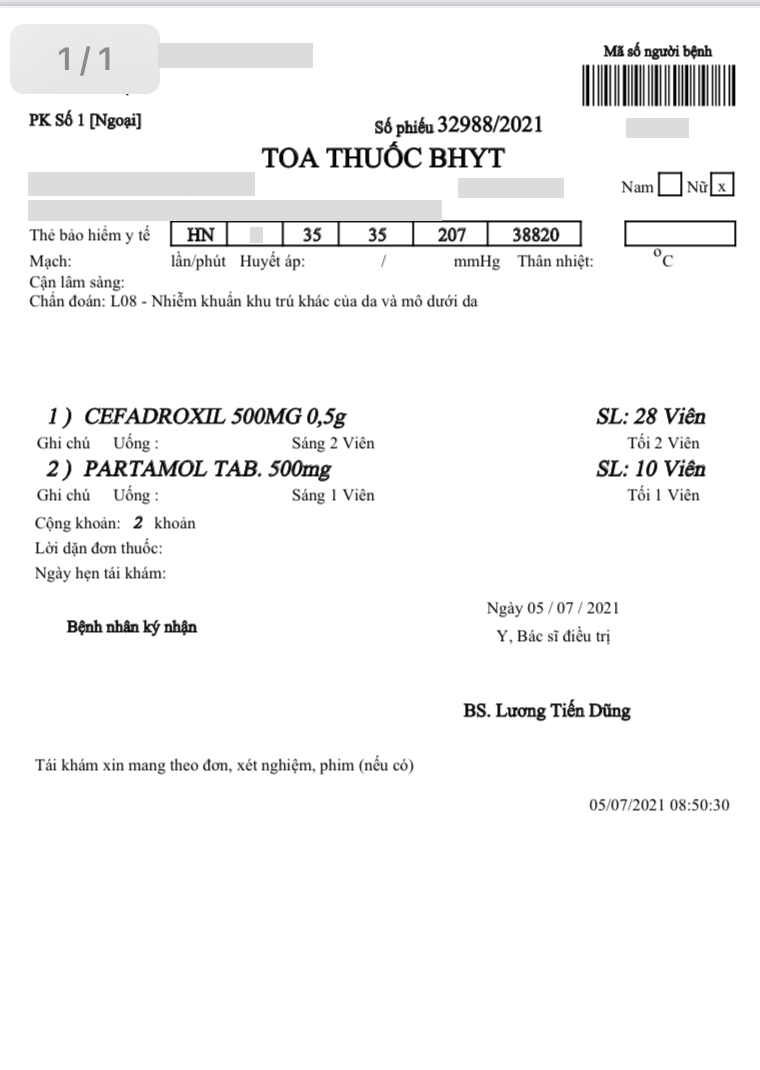 1/1
Mã số người bệnh
PK Số 1 [Ngoại]
Số phiếu 32988/2021
TOA THUỐC BHYT
Nam Nữ x
Thẻ bảo hiểm y tế HN 35 35 207 38820
Mạch: lần/phút Huyết áp: / mmHg Thân nhiệt: °C
Cận lâm sàng:
Chẩn đoán: L08 - Nhiễm khuẩn khu trú khác của da và mô dưới da
1 ) CEFADROXIL 500MG 0,5g SL: 28 Viên
Ghi chú Uống : Sáng 2 Viên Tối 2 Viên
2 ) PARTAMOL TAB. 500mg SL: 10 Viên
Ghi chú Uống : Sáng 1 Viên Tối 1 Viên
Cộng khoản: 2 khoản
Lời dặn đơn thuốc:
Ngày hẹn tái khám:
Ngày 05 / 07 / 2021
Bệnh nhân ký nhận
Y, Bác sĩ điều trị
BS. Lương Tiến Dũng
Tái khám xin mang theo đơn, xét nghiệm, phim (nếu có)
05/07/2021 08:50:30